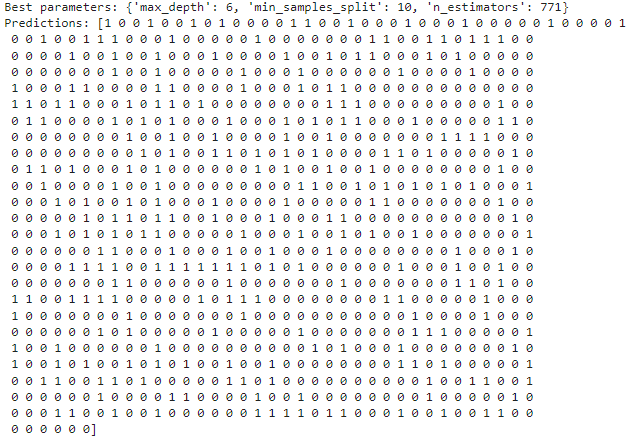 Best parameters: {'max_depth': 6, 'min_samples_split': 10, 'n_estimators': 771}
Predictions: [1 0 0 1 0 0 1 0 1 0 0 0 0 1 1 0 0 1 0 0 0 1 0 0 0 1 0 0 0 0 0 1 0 0 0 0 1
0 0 1 0 0 1 1 1 0 0 0 0 0 1 0 0 0 0 0 0 0 1 1 0 0 1 1 0 1 1 1 0 0
0 0 0 0 1 0 0 1 0 0 1 0 0 0 1 0 0 0 0 1 0 0 1 0 1 1 0 0 0 1 0 1 0 0 0 0 0
0 0 0 0 0 0 0 1 0 0 0 0 1 0 0 0 1 0 0 0 0 0 0 1 0 0 0 0 1 0 0 0 0
1 0 0 0 1 1 0 0 0 0 1 1 0 0 0 0 1 0 0 0 1 0 1 1 0 0 0 0 0 0 0 0 0 0 0
1 1 0 1 1 0 0 0 1 0 1 1 0 1 0 0 0 0 0 0 0 0 1 1 1 0 0 0 0 0 0 0 0 1 0 0
0 1 1 0 0 0 0 1 0 1 0 1 0 0 0 1 0 0 0 1 0 1 0 1 1 0 0 0 1 0 0 0 0 0 1 1 0
0 0 0 0 0 0 0 0 1 0 0 1 0 0 1 0 0 0 0 1 0 0 1 0 0 0 0 0 0 0 1 1 1 1 0 0 0
0 0 0 0 0 0 0 0 0 1 0 1 0 0 1 1 0 1 0 1 0 1 0 0 0 0 1 1 0 1 0 0 0 0 0 1 0
0 1 1 0 1 0 0 0 1 0 1 0 0 0 0 0 0 1 0 1 0 0 1 0 0 1 0 0 0 0 0 0 0 0 1 0 0
0 0 1 0 0 0 0 1 0 0 1 0 0 0 0 0 0 0 0 0 1 1 0 0 1 0 1 0 1 0 1 0 1 0 0 0 1
0 0 0 1 0 1 0 0 1 0 0 1 0 1 0 0 0 1 0 0 0 0 0 1 1 0 0 0 0 0 0 1 0 0
0 0 0 0 0 1 0 1 1 0 1 1 0 0 1 0 0 0 1 0 0 0 1 1 0 0 0 0 0 0 0 0 0 1 0
0 0 0 1 0 1 0 1 0 1 1 0 0 0 0 0 1 0 0 0 1 0 0 1 0 1 0 0 1 0 0 0 0 0 0 0 1
0 0 0 0 0 0 1 1 0 0 0 1 0 0 0 1 0 0 1 0 0 0 1 0 0 0 0 0 0 0 0 1 0 0 0 1 0
0 0 0 0 1 1 1 1 0 0 1 1 1 1 1 1 1 0 1 0 1 0 0 0 0 0 0 1 0 0 0 1 0 0 1 0 0
0 0 0 0 0 0 0 1 1 0 0 0 0 1 0 0 0 0 0 0 0 0 0 1 0 0 0 0 0 0 0 1 1 0 1 0 0
1 1 0 0 1 1 1 1 0 0 0 0 0 1 0 1 1 1 0 0 0 0 0 0 0 0 1 1 0 0 0 0 0 1 0 0 0
1 0 0 0 0 0 0 0 0 1 0 0 0 0 0 0 1 0 0 0 0 0 0 0 0 0 0 0 1 0 0 0 0 1 0 0 0
0 0 0 0 0 0 1 0 1 0 0 0 0 0 1 0 0 0 0 0 1 0 0 0 0 0 0 0 1 1 1 0 0 0 0 0 1
1 0 0 1 0 0 0 0 0 0 1 0 0 0 0 0 0 0 0 0 0 1 0 1 0 0 0 1 0 0 0 0 0 0 0 1 0
1 0 0 1 0 1 0 0 1 0 1 0 1 0 0 1 0 0 1 0 0 0 0 0 0 0 0 1 1 0 1 0 0 0 0 0 1
0 0 1 1 0 0 1 1 0 1 0 0 0 0 0 1 1 0 1 0 0 0 0 0 0 0 0 0 0 1 0 0 1 1 0 0 1
0 0 0 0 0 0 1 0 0 0 0 1 1 0 0 0 0 1 0 0 1 0 0 0 0 0 0 0 0 1 0 0 0 0 0 1 0
0 0 0 1 1 0 0 1 0 0 1 0 0 0 0 0 0 1 1 1 1 0 1 1 0 0 0 1 0 0 1 0 0 1 1 0 0
0 0 0 0 0 0]